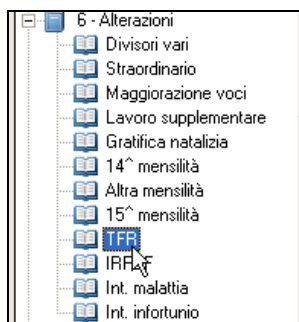 6 - Alterazioni
Divisori vari
Straordinario
Maggiorazione voci
Lavoro supplementare
Gratifica natalizia
14^ mensilità
Altra mensilità
15^ mensilità
TFR
Int. malattia
Int. infortunio